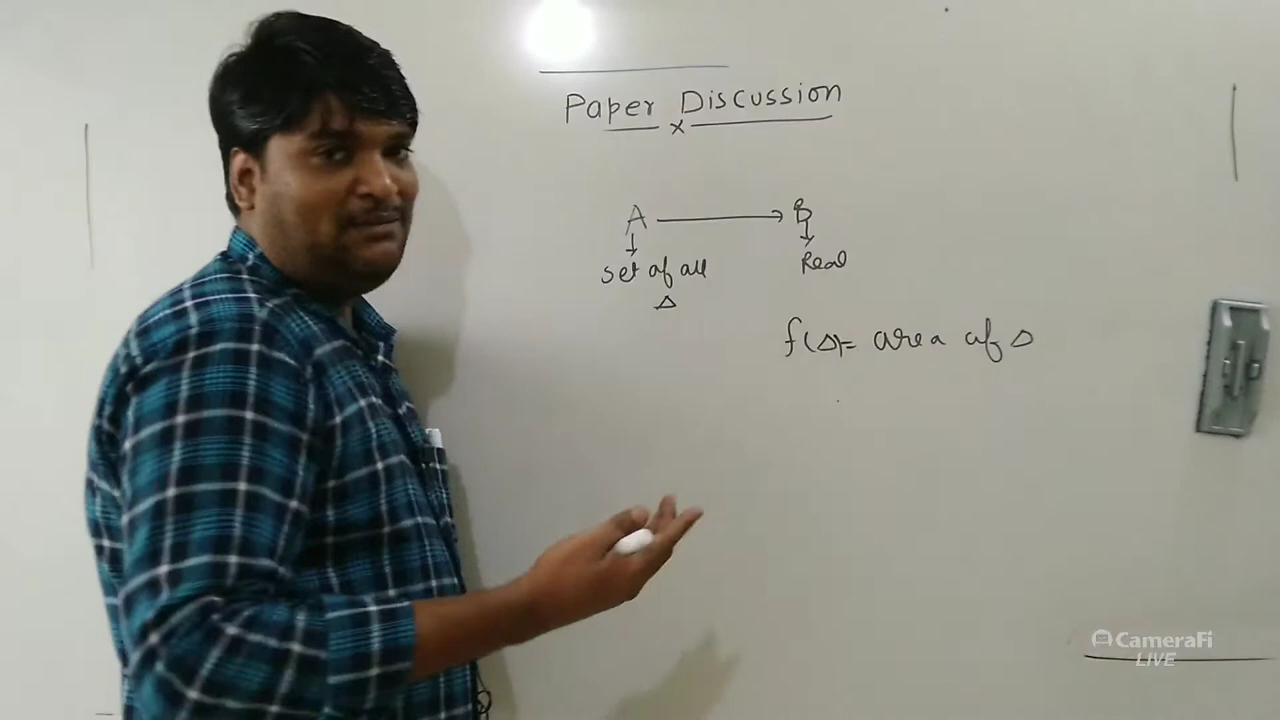 Paper Discussion
x
A → B
↓ ↓
Set of all Real
Δ
f(Δ)= area of Δ
CameraFi
LIVE